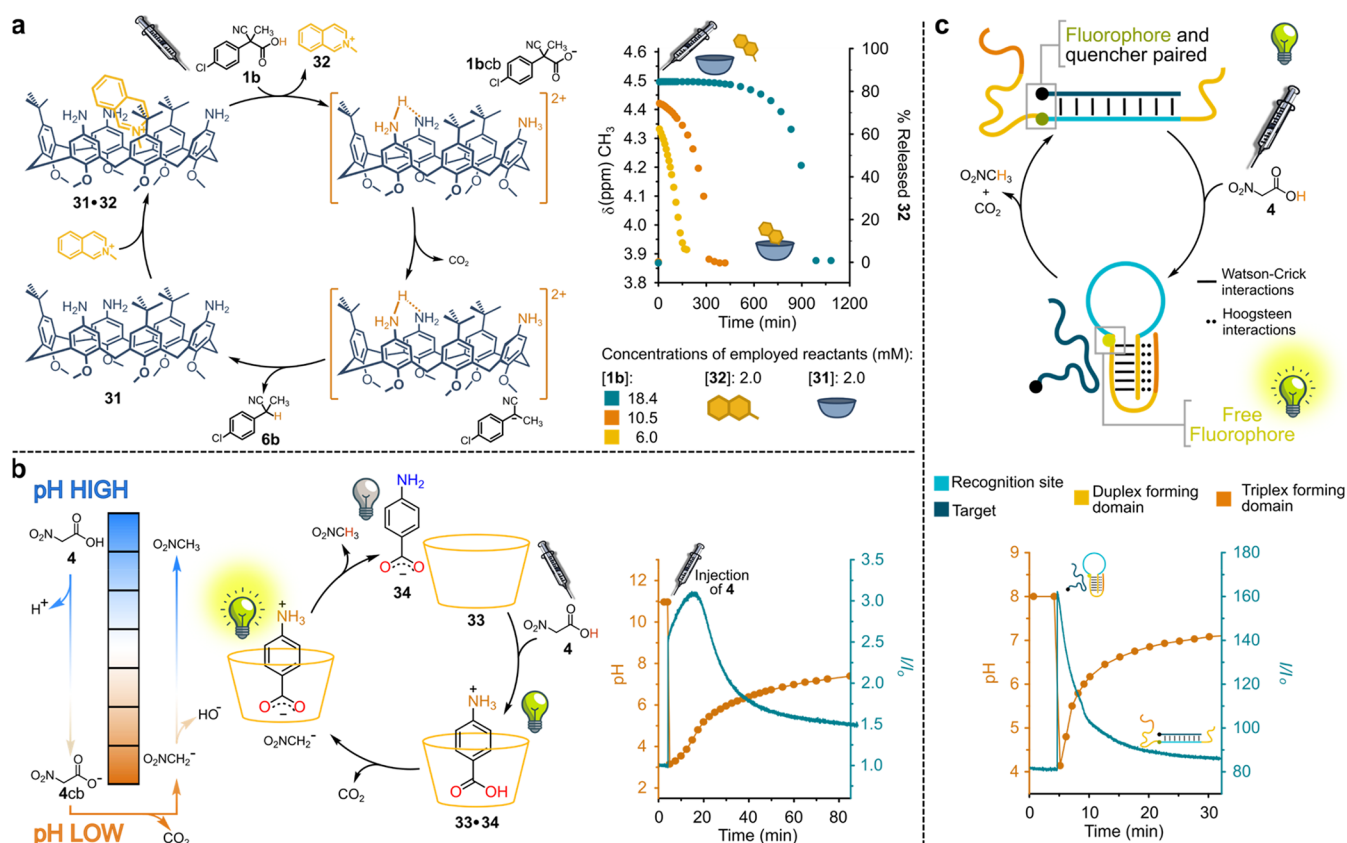 a
CN
CH₃
OH
O
Cl
1b
32
CN
CH₃
O⁻
O
Cl
1bcb
H₂N
NH₂
NH₂
N⁺
31•32
H
H₂N
NH₂
NH₃
2+
CO₂
H₂N
NH₂
NH₂
31
H
H₂N
NH₂
NH₃
2+
CN
CH₃
H
Cl
6b
CN
CH₃
Cl
δ(ppm) CH₃
4.6
4.5
4.4
4.3
4.2
4.1
4.0
3.9
3.8
0
300
600
900
1200
Time (min)
100
80
60
40
20
0
% Released 32
Concentrations of employed reactants (mM):
[1b]:
[32]: 2.0
[31]: 2.0
18.4
10.5
6.0
b
pH HIGH
O₂N
O
OH
4
H⁺
O₂N
O
O⁻
4cb
pH LOW
CO₂
O₂NCH₂⁻
HO⁻
O₂NCH₃
O₂NCH₃
NH₂
O
O
34
33
O₂N
O
OH
4
+
NH₃
O
O
O₂NCH₂⁻
CO₂
+
NH₃
O
OH
33•34
Injection
of 4
pH
12
10
8
6
4
2
0
20
40
60
80
Time (min)
3.5
3.0
2.5
2.0
1.5
1.0
I/I₀
c
Fluorophore and
quencher paired
O₂NCH₃
+
CO₂
O₂N
O
OH
4
Watson-Crick
interactions
Hoogsteen
interactions
Free
Fluorophore
Recognition site
Target
Duplex forming
domain
Triplex forming
domain
pH
9
8
7
6
5
4
0
10
20
30
Time (min)
180
160
140
120
100
80
I/I₀